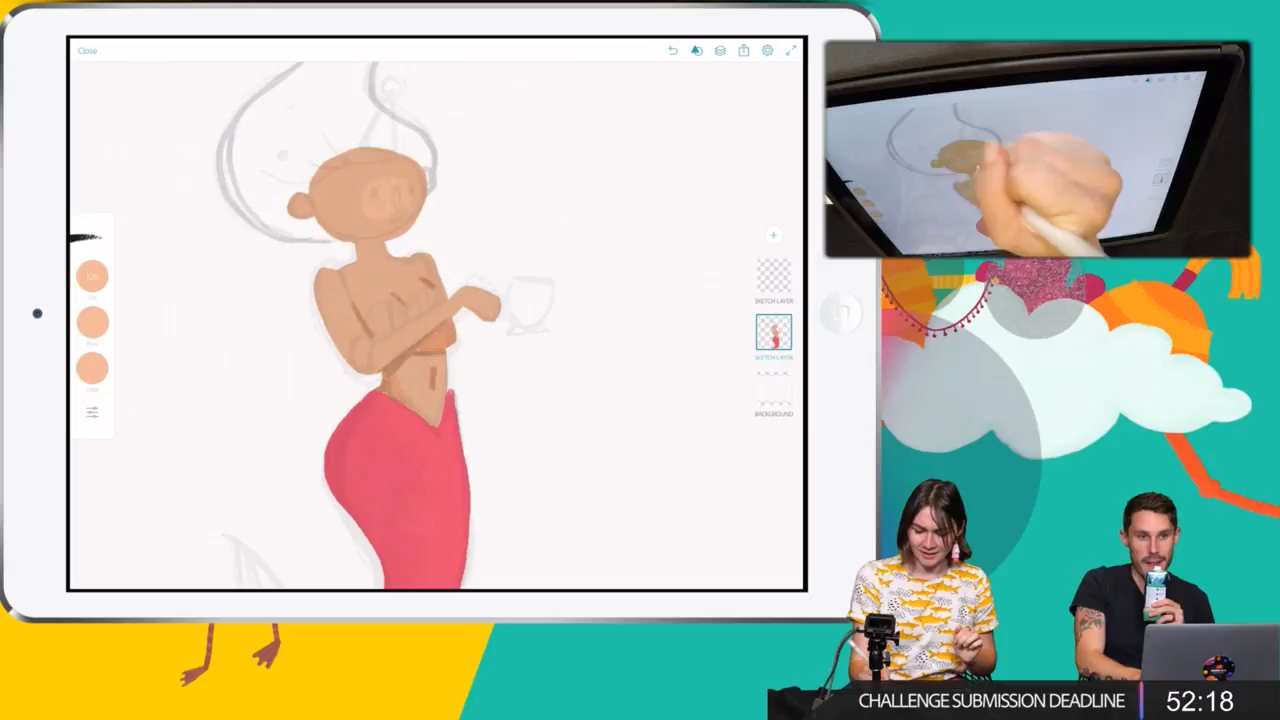 Close
SKETCH LAYER
SKETCH LAYER
BACKGROUND
CHALLENGE SUBMISSION DEADLINE
52:18